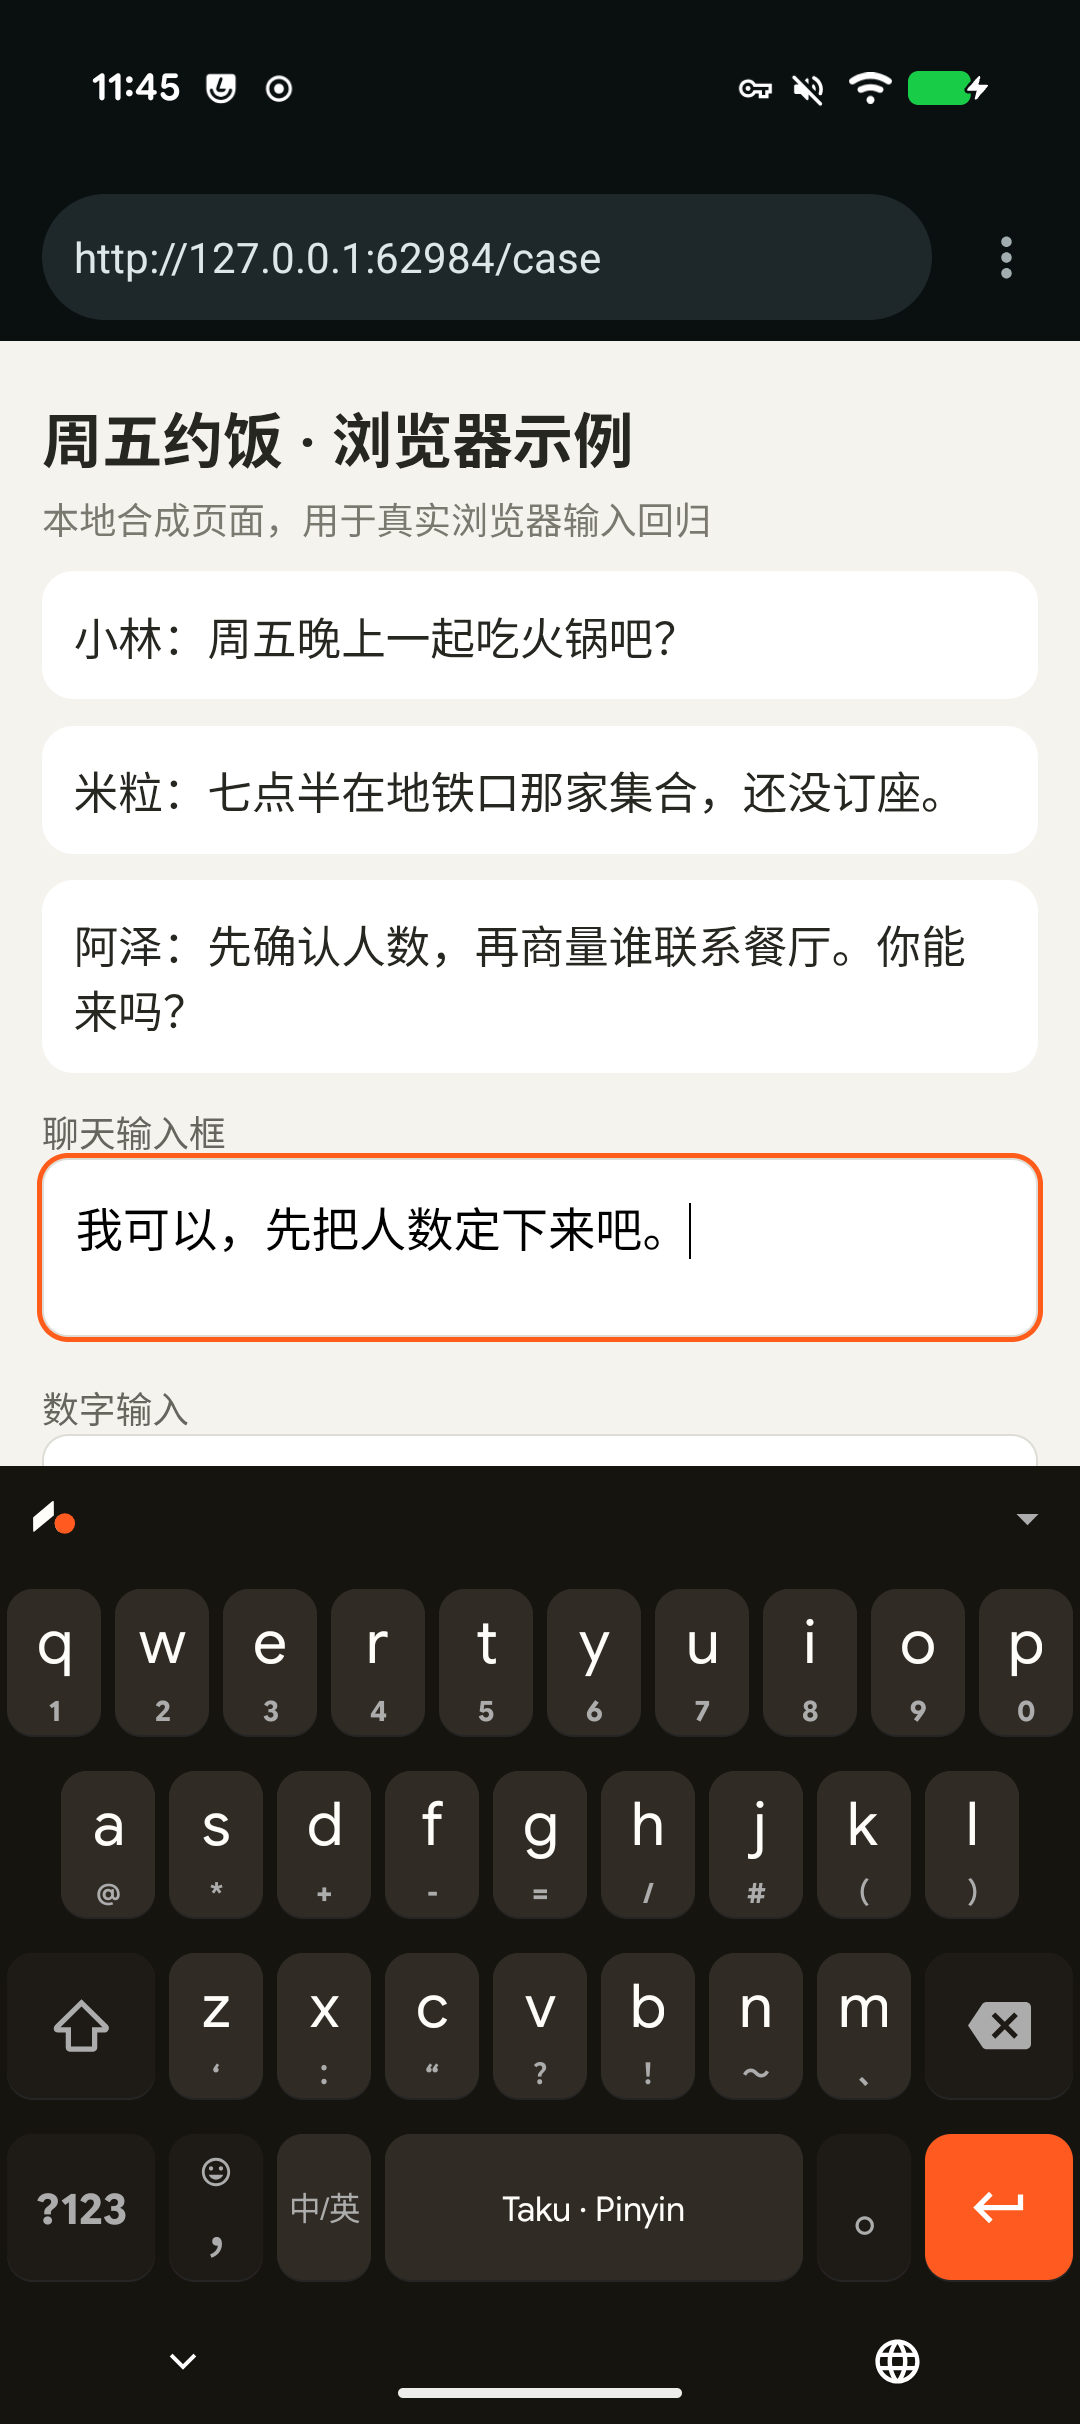 11:45
http://127.0.0.1:62984/case
周五约饭 · 浏览器示例
本地合成页面，用于真实浏览器输入回归
小林：周五晚上一起吃火锅吧？
米粒：七点半在地铁口那家集合，还没订座。
阿泽：先确认人数，再商量谁联系餐厅。你能
来吗？
聊天输入框
我可以，先把人数定下来吧。
数字输入
q w e r t y u i o p
1 2 3 4 5 6 7 8 9 0
a s d f g h j k l
@ * + - = / # ( )
z x c v b n m
‘ : “ ? ! ～ 、
?123 ， 中/英 Taku · Pinyin 。